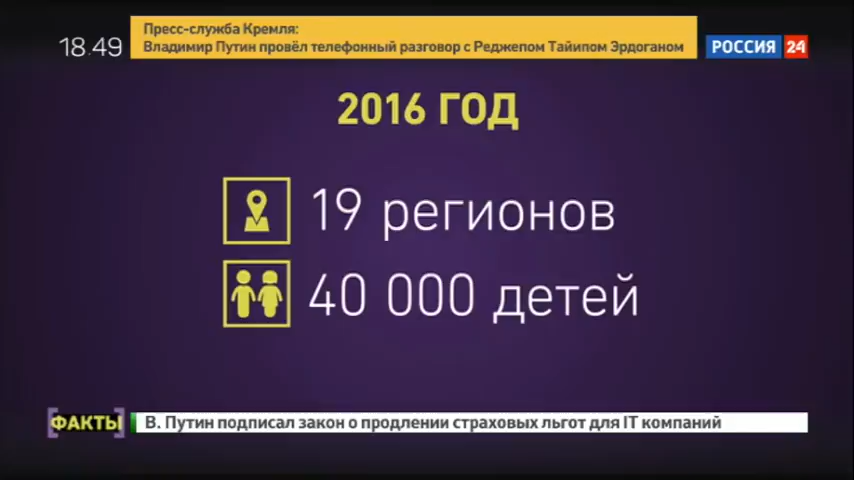 Пресс-служба Кремля:
18.49
Владимир Путин провёл телефонный разговор с Реджепом Тайипом Эрдоганом
РОССИЯ 24
2016 ГОД
19 регионов
40 000 детей
ФАКТЫ
В. Путин подписал закон о продлении страховых льгот для IT компаний